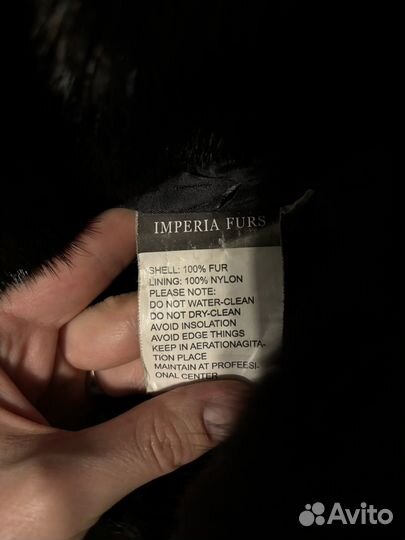 IMPERIA FURS
SHELL: 100% FUR
LINING: 100% NYLON
PLEASE NOTE:
DO NOT WATER-CLEAN
DO NOT DRY-CLEAN
AVOID INSOLATION
AVOID EDGE THINGS
KEEP IN AERATIONAGITA-
TION PLACE
MAINTAIN AT PROFEESI-
ONAL CENTER
Avito